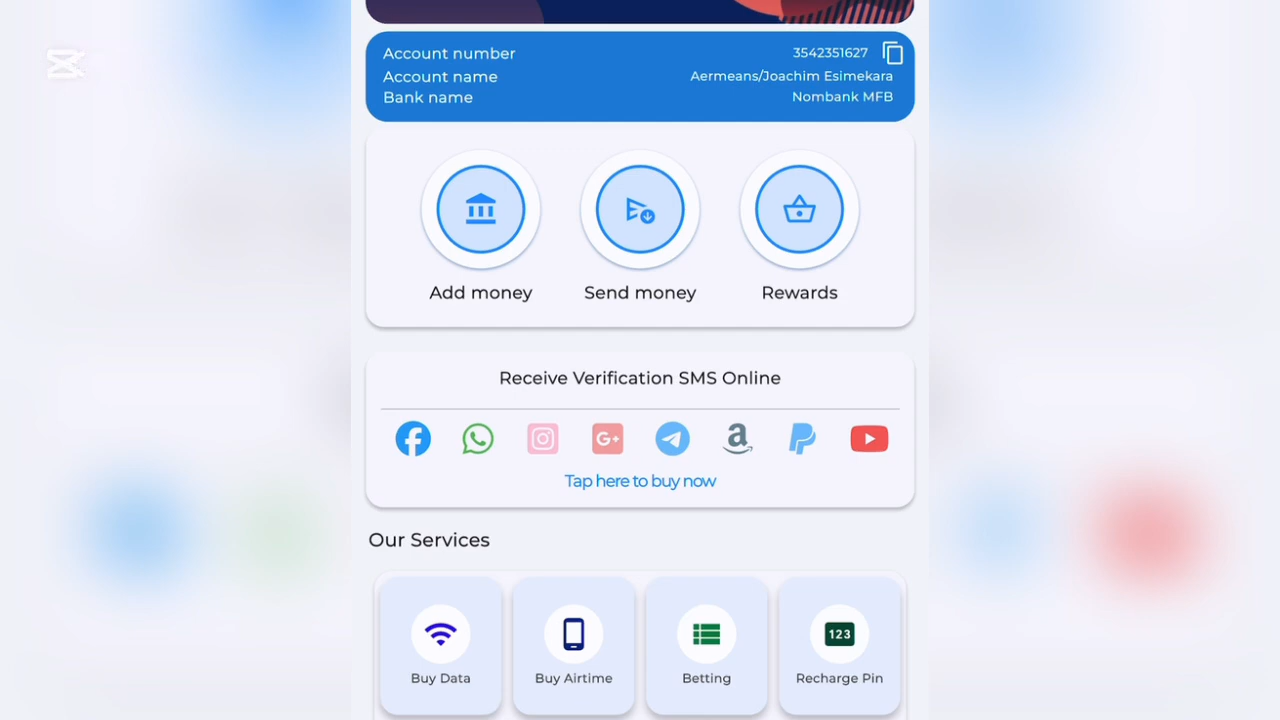 Account number 3542351627
Account name Aermeans/Joachim Esimekara
Bank name Nombank MFB
Add money Send money Rewards
Receive Verification SMS Online
Tap here to buy now
Our Services
123
Buy Data Buy Airtime Betting Recharge Pin